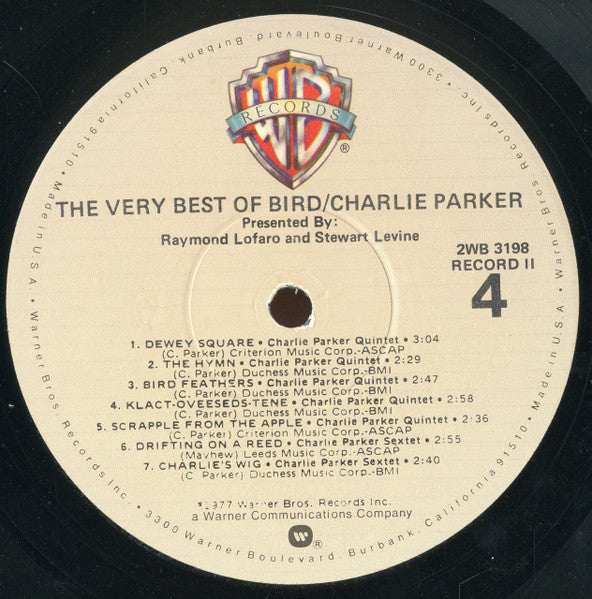 3300 Warner Boulevard, Burbank, California 91510 • Made in U.S.A. • Warner Bros. Records Inc. •
WB
RECORDS
®
THE VERY BEST OF BIRD/CHARLIE PARKER
Presented By:
Raymond Lofaro and Stewart Levine
2WB 3198
RECORD II
4
1. DEWEY SQUARE • Charlie Parker Quintet • 3:04
(C. Parker) Criterion Music Corp.-ASCAP
2. THE HYMN • Charlie Parker Quintet • 2:29
(C. Parker) Duchess Music Corp.-BMI
3. BIRD FEATHERS • Charlie Parker Quintet • 2:47
(C. Parker) Duchess Music Corp.-BMI
4. KLACT-OVEESEDS-TENE • Charlie Parker Quintet • 2:58
(C. Parker) Duchess Music Corp.-BMI
5. SCRAPPLE FROM THE APPLE • Charlie Parker Quintet • 2:36
(C. Parker) Criterion Music Corp.-ASCAP
6. DRIFTING ON A REED • Charlie Parker Sextet • 2:55
(Mayhew) Leeds Music Corp.-ASCAP
7. CHARLIE'S WIG • Charlie Parker Sextet • 2:40
(C. Parker) Duchess Music Corp-BMI
1977 Warner Bros. Records Inc.
a Warner Communications Company
®
3300 Warner Boulevard, Burbank, California 91510 • Made in U.S.A. • Warner Bros. Records Inc. •